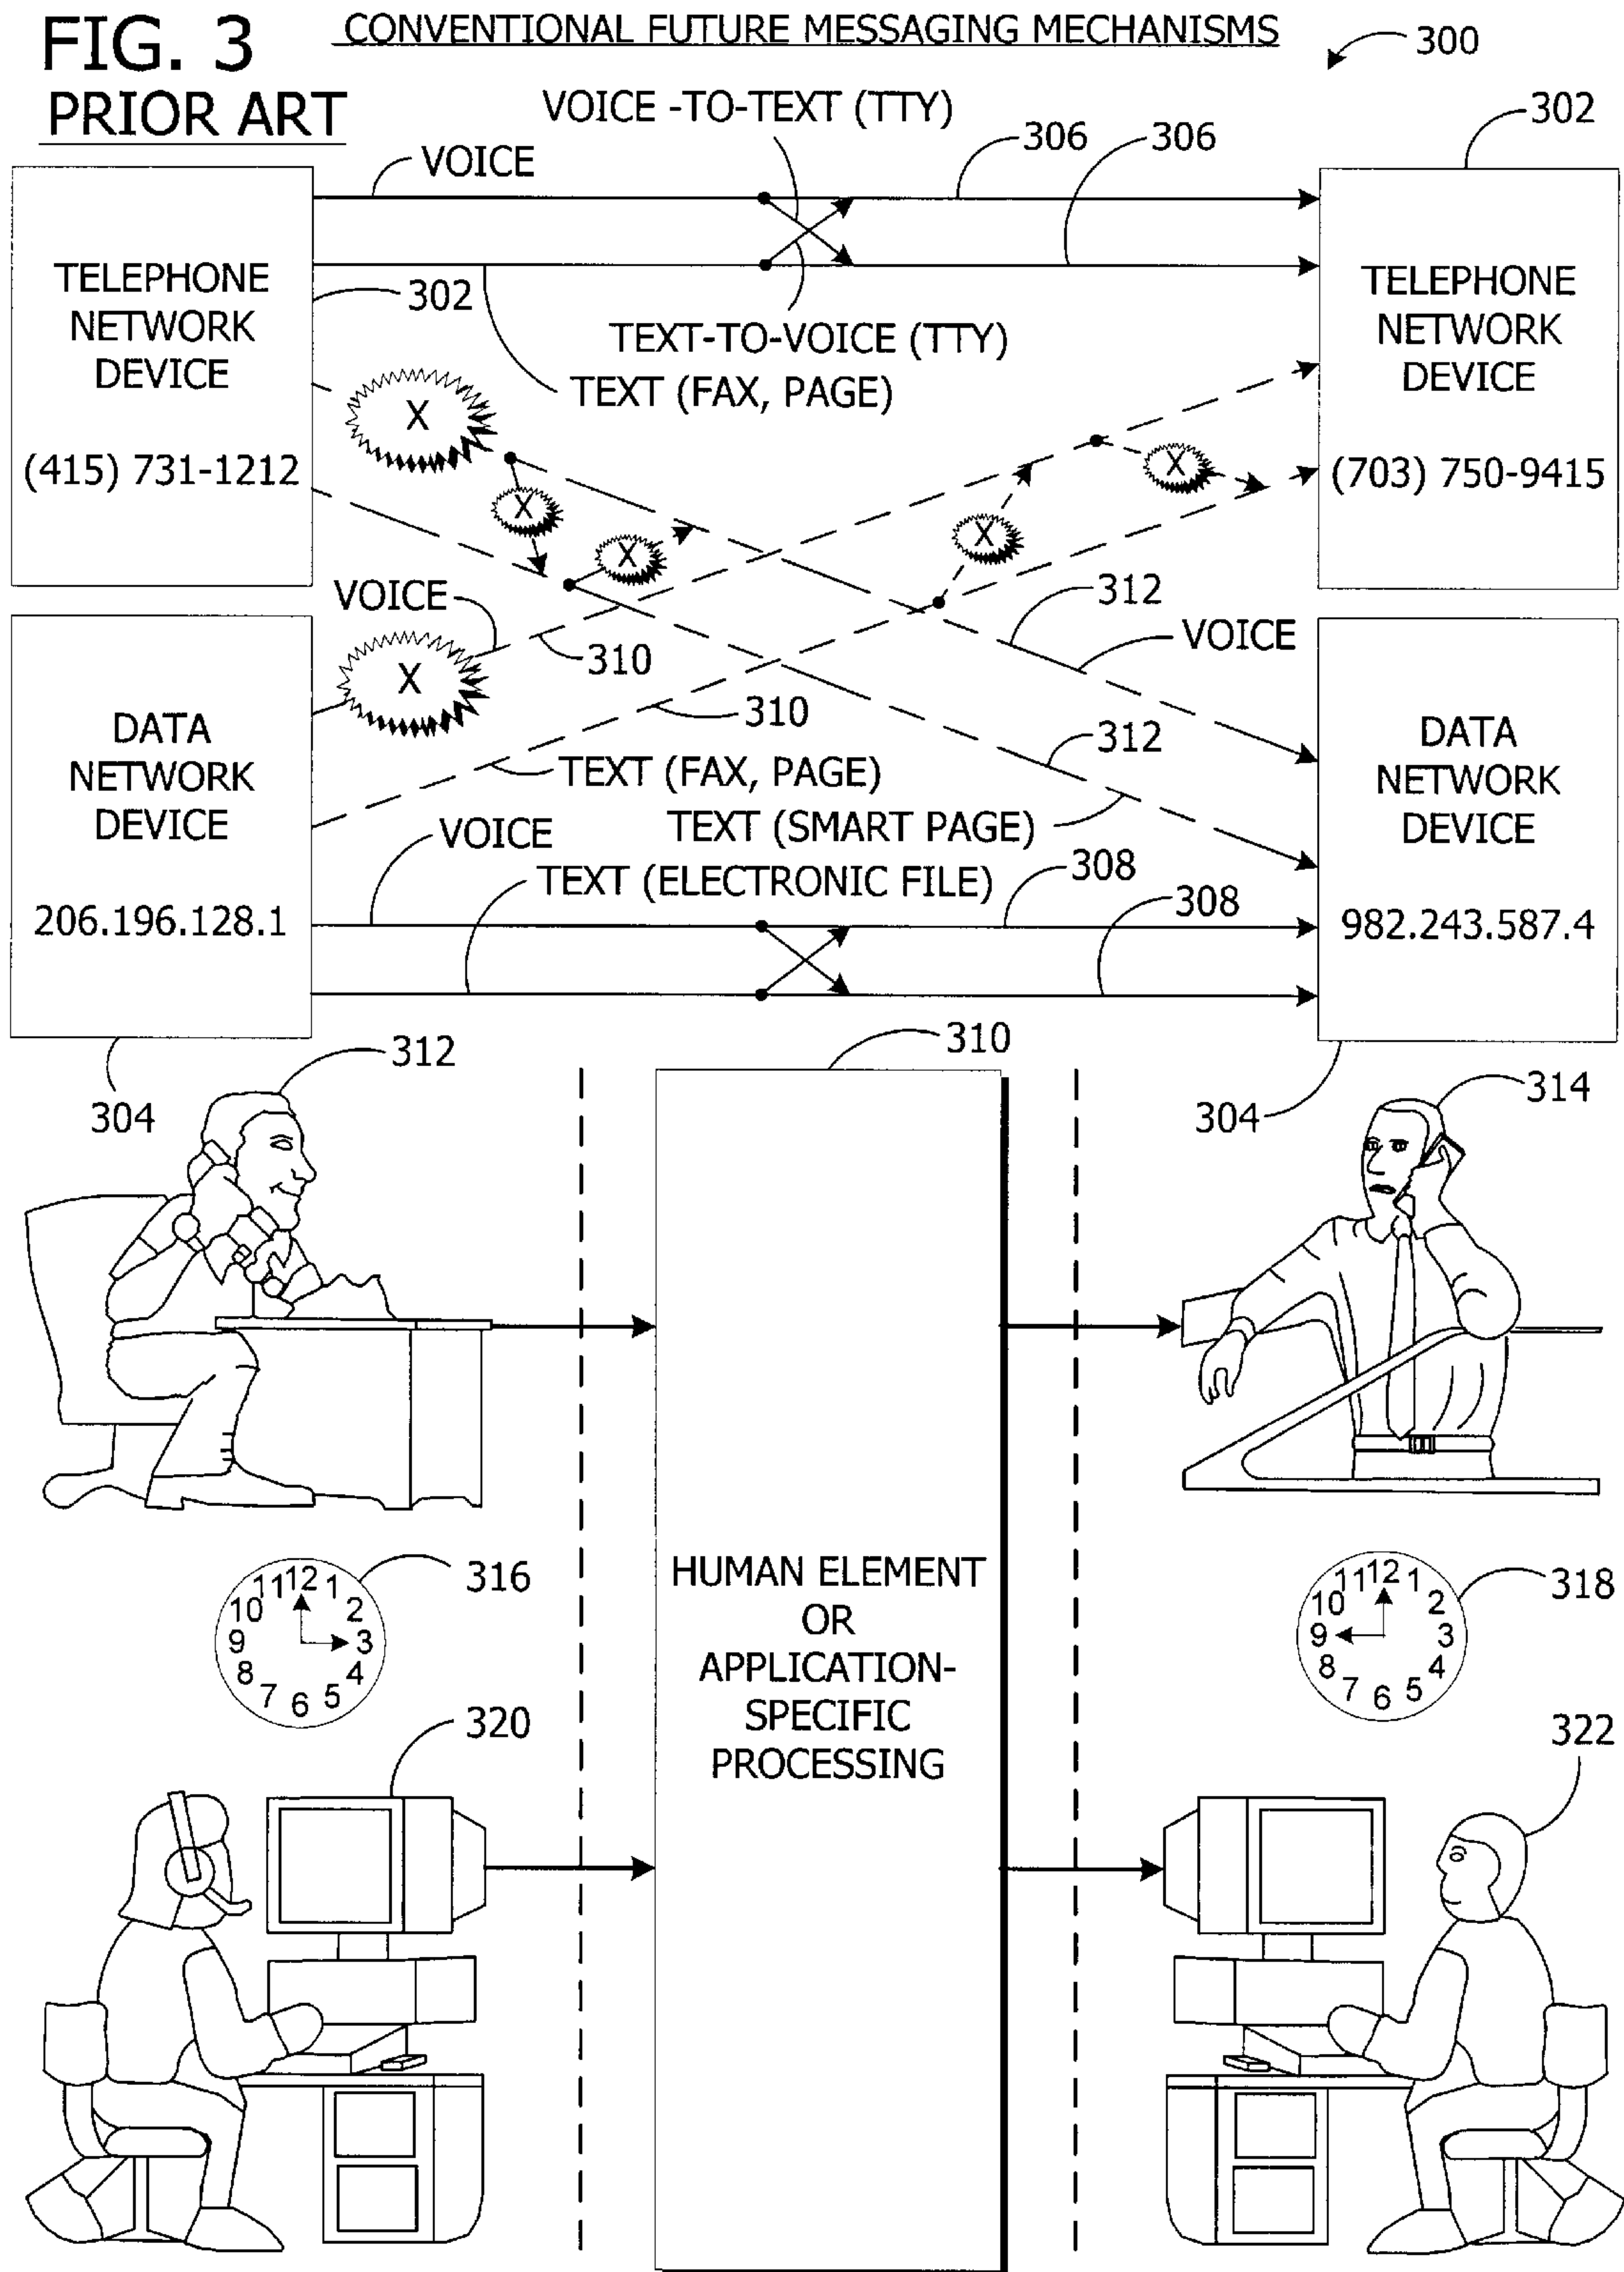 FIG. 3
PRIOR ART
CONVENTIONAL FUTURE MESSAGING MECHANISMS
300
VOICE -TO-TEXT (TTY)
302
VOICE
306
306
TELEPHONE
NETWORK
DEVICE
(415) 731-1212
302
TEXT-TO-VOICE (TTY)
TEXT (FAX, PAGE)
TELEPHONE
NETWORK
DEVICE
(703) 750-9415
X
X
X
X
X
VOICE
310
X
312
VOICE
310
312
TEXT (FAX, PAGE)
TEXT (SMART PAGE)
DATA
NETWORK
DEVICE
206.196.128.1
VOICE
TEXT (ELECTRONIC FILE)
308
308
DATA
NETWORK
DEVICE
982.243.587.4
304
312
310
304
314
HUMAN ELEMENT
OR
APPLICATION-
SPECIFIC
PROCESSING
12
1
2
3
4
5
6
7
8
9
10
11
316
12
1
2
3
4
5
6
7
8
9
10
11
318
320
322